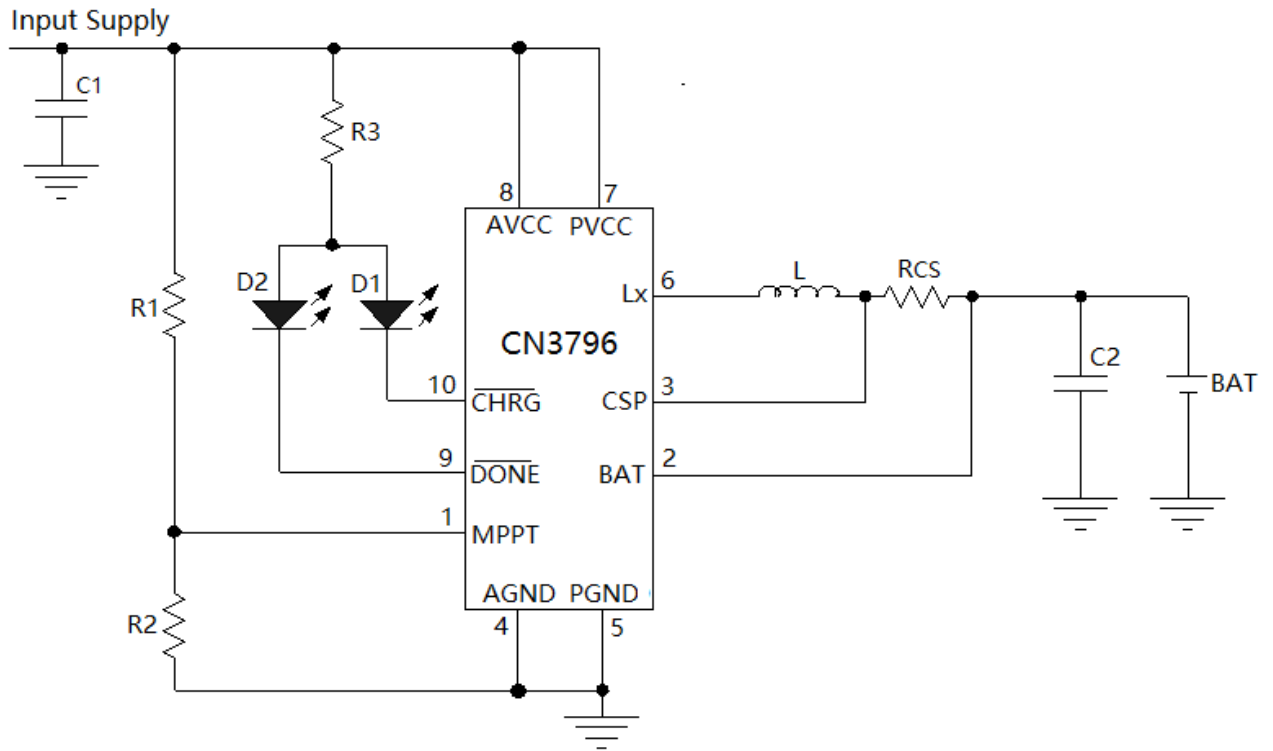 Input Supply
C1
R3
8
7
AVCC
PVCC
D2
D1
R1
Lx
6
L
RCS
CN3796
C2
BAT
10
CHRG
CSP
3
9
DONE
BAT
2
1
MPPT
R2
AGND
PGND
4
5